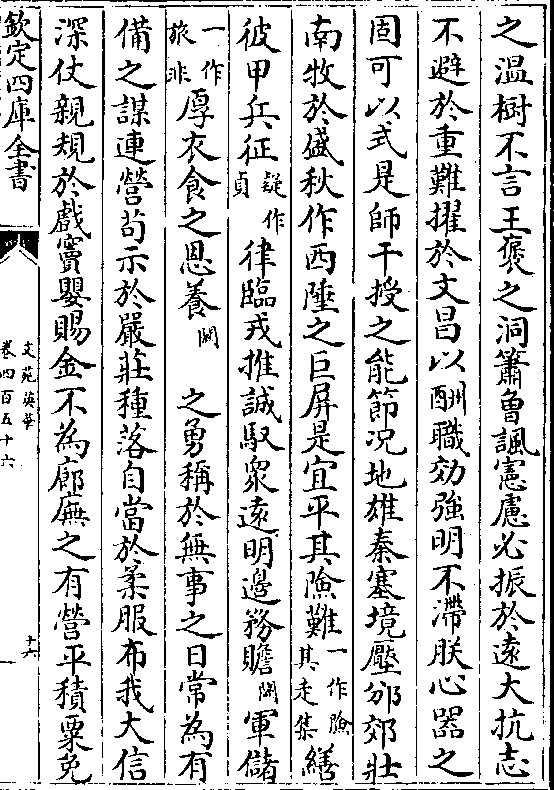 之溫樹不言王褒之洞簫魯諷憲慮必振於遠大抗志
不避於重難擢於文昌以酬職効強明不滯朕心器之
固可以式是師干授之能節况地雄秦塞境壓邠郊壯
南牧於盛秋作西陲之巨屏是宜平其險難一作險其走集繕
彼甲兵征疑作貞律臨戎推誠馭衆遠明邊務贍闕軍儲
一作旅非厚衣食之恩養闕 之勇稱於無事之日常為有
備之謀連營苟示於嚴莊種落自當於柔服布我大信
深仗親規於戲竇嬰賜金不為廊廡之有營平積粟免
欽定四庫全書
文苑英華
卷四百五十六
十六